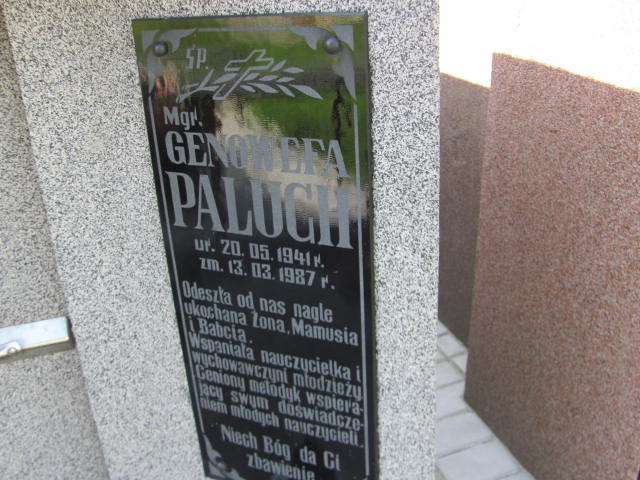 ŚP.
Mgr.
GENOWEFA
PALUCH
ur. 20. 05. 1941 r.
zm. 13. 03. 1987 r.
Odeszła od nas nagle
ukochana Żona, Mamusia
i Babcia.
Wspaniała nauczycielka i
wychowawczyni młodzieży
Ceniony metodyk wspiera-
jący swym doświadcze-
niem młodych nauczycieli.
Niech Bóg da Ci
zbawienie